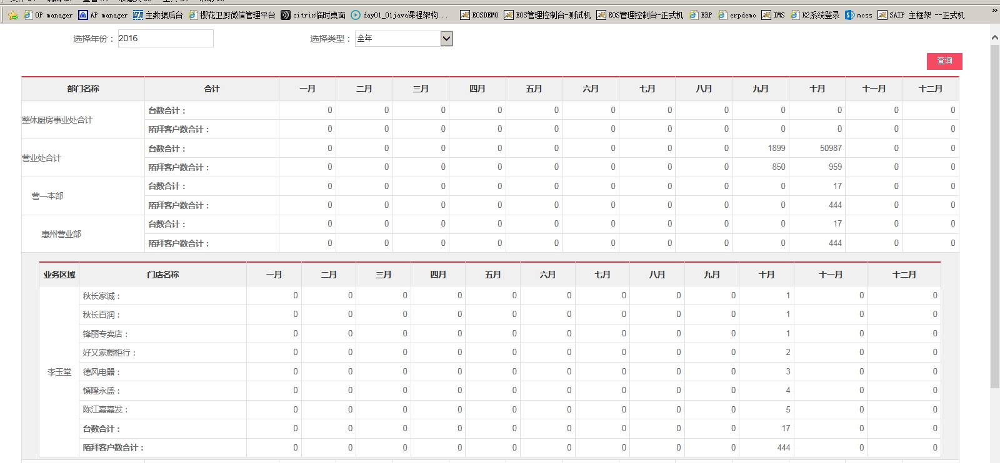 OP manager AP manager 主数据后台 樱花卫厨微信管理平台 citrix临时桌面 day01_01java课程架构... EOSDEMO EOS管理控制台-测试机 EOS管理控制台-正式机 ERP erpdemo IMS K2系统登录 moss SAIP 主框架 --正式机 »
选择年份： 2016 选择类型： 全年
查询
部门名称 合计 一月 二月 三月 四月 五月 六月 七月 八月 九月 十月 十一月 十二月
整体厨房事业处合计 台数合计： 0 0 0 0 0 0 0 0 0 0 0 0
陌拜客户数合计： 0 0 0 0 0 0 0 0 0 0 0 0
营业处合计 台数合计： 0 0 0 0 0 0 0 0 1899 50987 0 0
陌拜客户数合计： 0 0 0 0 0 0 0 0 850 959 0 0
营一本部 台数合计： 0 0 0 0 0 0 0 0 0 17 0 0
陌拜客户数合计： 0 0 0 0 0 0 0 0 0 444 0 0
惠州营业部 台数合计： 0 0 0 0 0 0 0 0 0 17 0 0
陌拜客户数合计： 0 0 0 0 0 0 0 0 0 444 0 0
业务区域 门店名称 一月 二月 三月 四月 五月 六月 七月 八月 九月 十月 十一月 十二月
秋长家诚： 0 0 0 0 0 0 0 0 0 1 0 0
秋长百润： 0 0 0 0 0 0 0 0 0 1 0 0
锋丽专卖店： 0 0 0 0 0 0 0 0 0 1 0 0
好又家橱柜行： 0 0 0 0 0 0 0 0 0 2 0 0
李玉堂 德风电器： 0 0 0 0 0 0 0 0 0 3 0 0
镇隆永盛： 0 0 0 0 0 0 0 0 0 4 0 0
陈江嘉嘉发： 0 0 0 0 0 0 0 0 0 5 0 0
台数合计： 0 0 0 0 0 0 0 0 0 17 0 0
陌拜客户数合计： 0 0 0 0 0 0 0 0 0 444 0 0